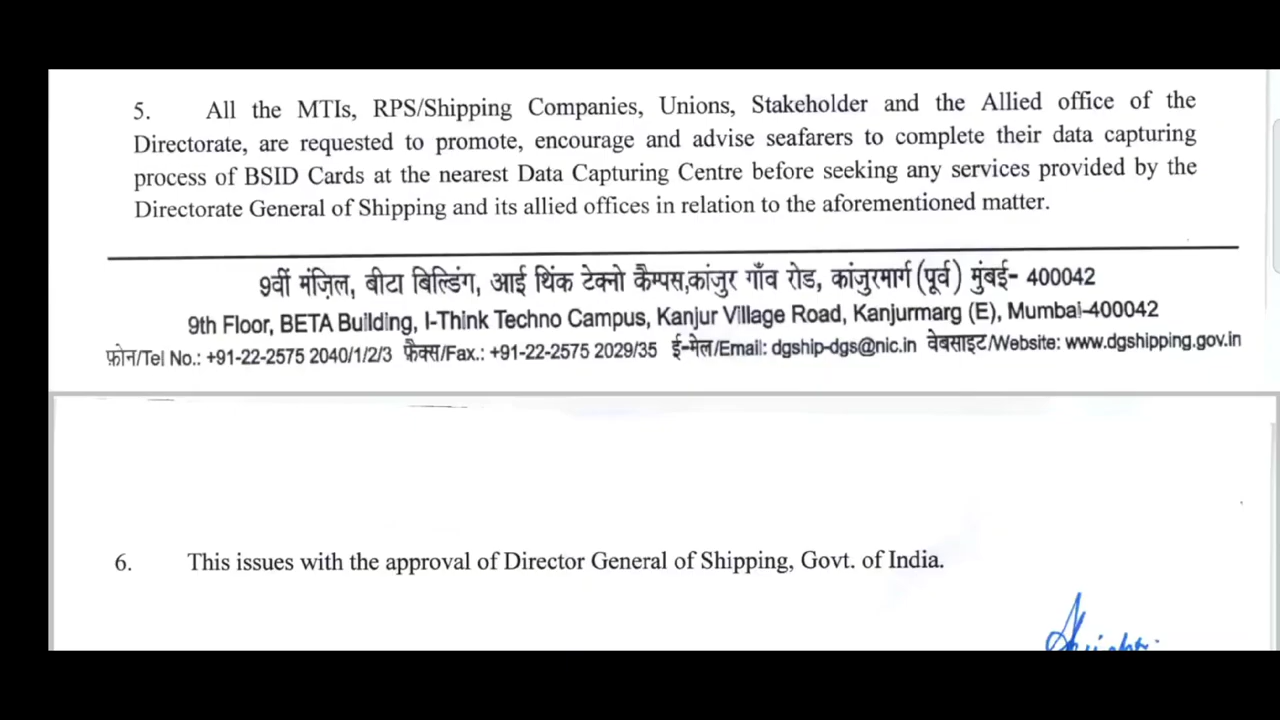 5. All the MTIs, RPS/Shipping Companies, Unions, Stakeholder and the Allied office of the
Directorate, are requested to promote, encourage and advise seafarers to complete their data capturing
process of BSID Cards at the nearest Data Capturing Centre before seeking any services provided by the
Directorate General of Shipping and its allied offices in relation to the aforementioned matter.
9वीं मंज़िल, बीटा बिल्डिंग, आई थिंक टेक्नो कैम्पस,कांजुर गाँव रोड, कांजुरमार्ग (पूर्व) मुंबई- 400042
9th Floor, BETA Building, I-Think Techno Campus, Kanjur Village Road, Kanjurmarg (E), Mumbai-400042
फ़ोन/Tel No.: +91-22-2575 2040/1/2/3 फ़ैक्स/Fax.: +91-22-2575 2029/35 ई-मेल/Email: dgship-dgs@nic.in वेबसाइट/Website: www.dgshipping.gov.in
6. This issues with the approval of Director General of Shipping, Govt. of India.